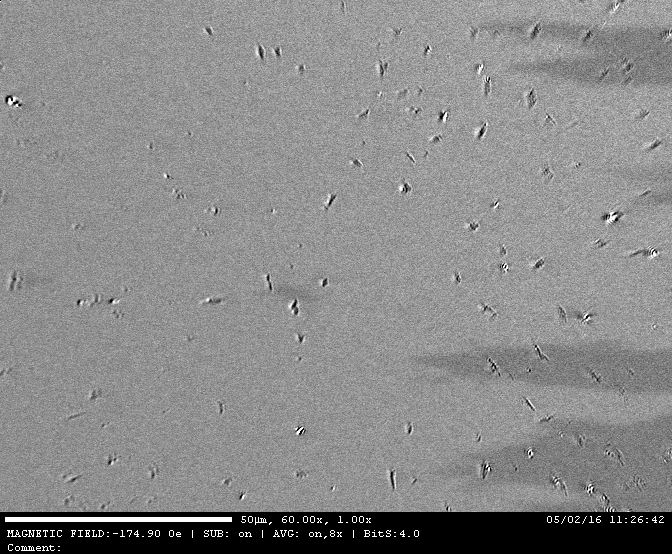 50µm, 60.00x, 1.00x 05/02/16 11:26:42
MAGNETIC FIELD:-174.90 Oe | SUB: on | AVG: on,8x | BitS:4.0
Comment: